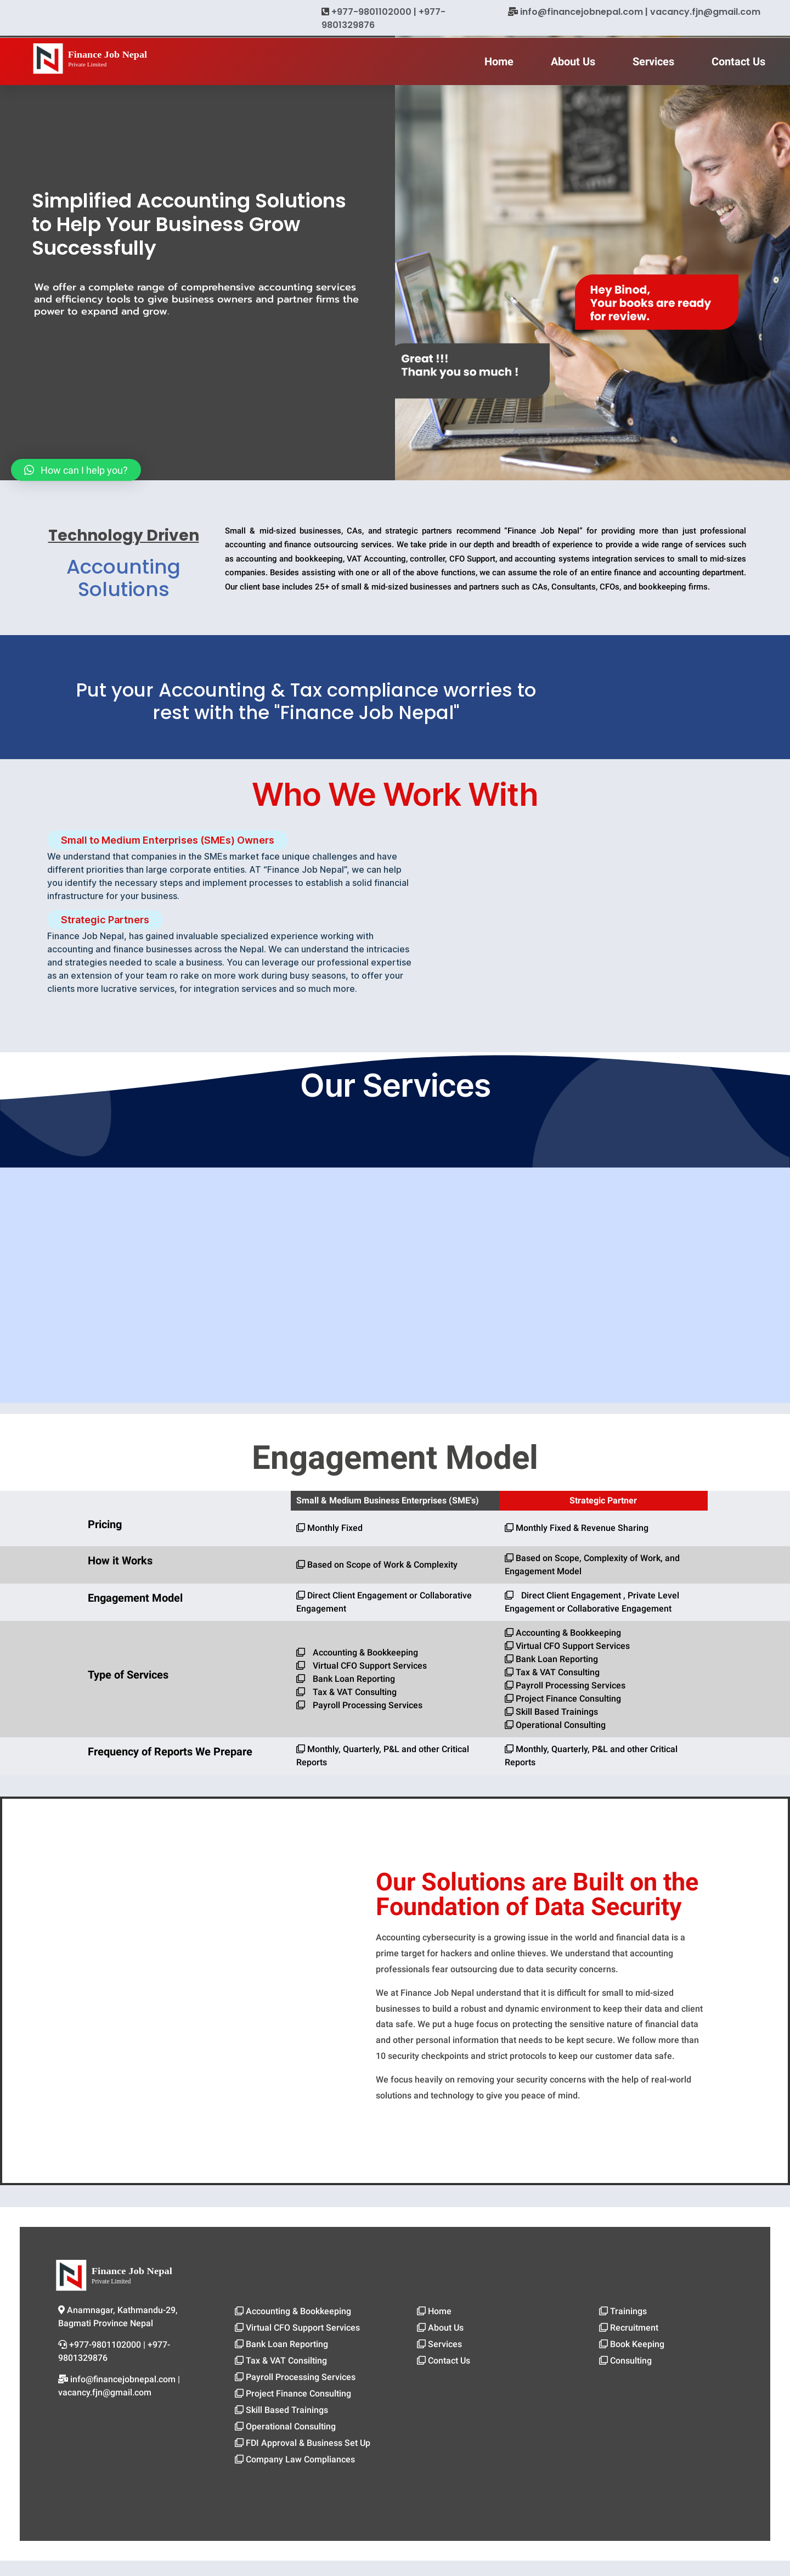 +977-9801102000 | +977-
9801329876
info@financejobnepal.com | vacancy.fjn@gmail.com
Finance Job Nepal
Private Limited
Home
About Us
Services
Contact Us
Simplified Accounting Solutions
to Help Your Business Grow
Successfully
We offer a complete range of comprehensive accounting services
and efficiency tools to give business owners and partner firms the
power to expand and grow.
Hey Binod,
Your books are ready
for review.
Great !!!
Thank you so much !
How can I help you?
Technology Driven
Accounting
Solutions
Small & mid-sized businesses, CAs, and strategic partners recommend “Finance Job Nepal” for providing more than just professional
accounting and finance outsourcing services. We take pride in our depth and breadth of experience to provide a wide range of services such
as accounting and bookkeeping, VAT Accounting, controller, CFO Support, and accounting systems integration services to small to mid-sizes
companies. Besides assisting with one or all of the above functions, we can assume the role of an entire finance and accounting department.
Our client base includes 25+ of small & mid-sized businesses and partners such as CAs, Consultants, CFOs, and bookkeeping firms.
Put your Accounting & Tax compliance worries to
rest with the "Finance Job Nepal"
Who We Work With
Small to Medium Enterprises (SMEs) Owners
We understand that companies in the SMEs market face unique challenges and have
different priorities than large corporate entities. AT “Finance Job Nepal”, we can help
you identify the necessary steps and implement processes to establish a solid financial
infrastructure for your business.
Strategic Partners
Finance Job Nepal, has gained invaluable specialized experience working with
accounting and finance businesses across the Nepal. We can understand the intricacies
and strategies needed to scale a business. You can leverage our professional expertise
as an extension of your team ro rake on more work during busy seasons, to offer your
clients more lucrative services, for integration services and so much more.
Our Services
Engagement Model
Small & Medium Business Enterprises (SME's)
Strategic Partner
Pricing
Monthly Fixed
Monthly Fixed & Revenue Sharing
How it Works
Based on Scope of Work & Complexity
Based on Scope, Complexity of Work, and
Engagement Model
Engagement Model
Direct Client Engagement or Collaborative
Engagement
Direct Client Engagement , Private Level
Engagement or Collaborative Engagement
Type of Services
Accounting & Bookkeeping
Virtual CFO Support Services
Bank Loan Reporting
Tax & VAT Consulting
Payroll Processing Services
Accounting & Bookkeeping
Virtual CFO Support Services
Bank Loan Reporting
Tax & VAT Consulting
Payroll Processing Services
Project Finance Consulting
Skill Based Trainings
Operational Consulting
Frequency of Reports We Prepare
Monthly, Quarterly, P&L and other Critical
Reports
Monthly, Quarterly, P&L and other Critical
Reports
Our Solutions are Built on the
Foundation of Data Security
Accounting cybersecurity is a growing issue in the world and financial data is a
prime target for hackers and online thieves. We understand that accounting
professionals fear outsourcing due to data security concerns.
We at Finance Job Nepal understand that it is difficult for small to mid-sized
businesses to build a robust and dynamic environment to keep their data and client
data safe. We put a huge focus on protecting the sensitive nature of financial data
and other personal information that needs to be kept secure. We follow more than
10 security checkpoints and strict protocols to keep our customer data safe.
We focus heavily on removing your security concerns with the help of real-world
solutions and technology to give you peace of mind.
Finance Job Nepal
Private Limited
Anamnagar, Kathmandu-29,
Bagmati Province Nepal
+977-9801102000 | +977-
9801329876
info@financejobnepal.com |
vacancy.fjn@gmail.com
Accounting & Bookkeeping
Virtual CFO Support Services
Bank Loan Reporting
Tax & VAT Consilting
Payroll Processing Services
Project Finance Consulting
Skill Based Trainings
Operational Consulting
FDI Approval & Business Set Up
Company Law Compliances
Home
About Us
Services
Contact Us
Trainings
Recruitment
Book Keeping
Consulting